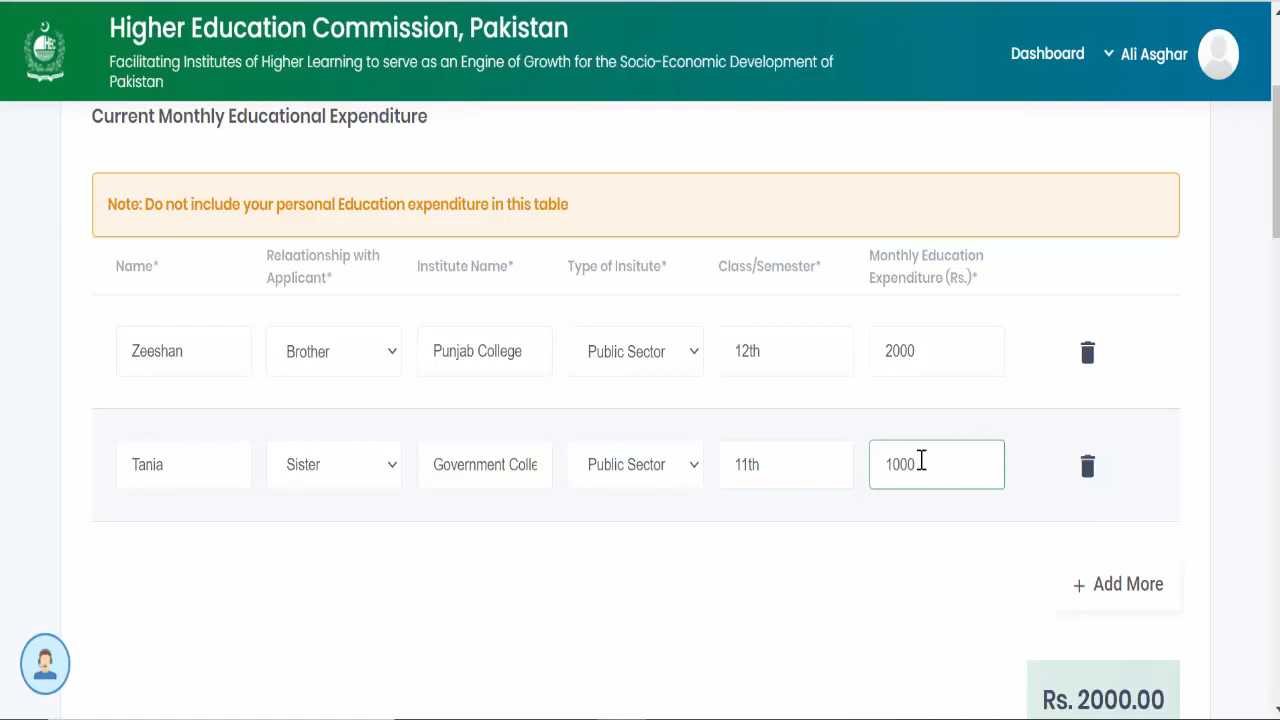 Higher Education Commission, Pakistan
Facilitating Institutes of Higher Learning to serve as an Engine of Growth for the Socio-Economic Development of
Pakistan
Dashboard
Ali Asghar
Current Monthly Educational Expenditure
Note: Do not include your personal Education expenditure in this table
Name*
Relaationship with
Applicant*
Institute Name*
Type of Insitute*
Class/Semester*
Monthly Education
Expenditure (Rs.)*
Zeeshan
Brother
Punjab College
Public Sector
12th
2000
Tania
Sister
Government Colle
Public Sector
11th
1000
+ Add More
Rs. 2000.00